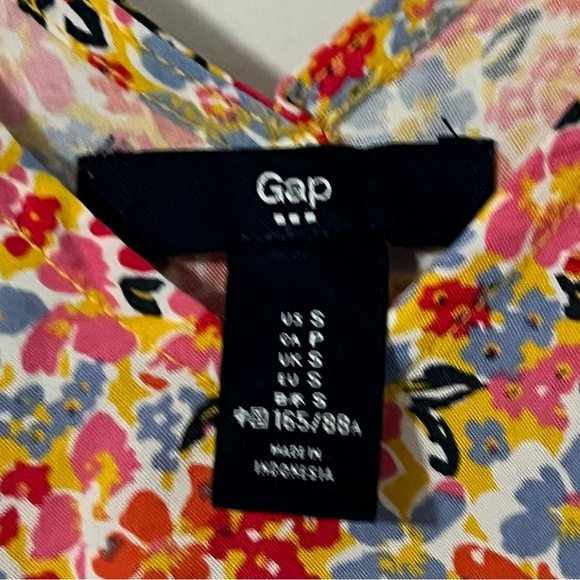 Gap
US S
CA P
UK S
EU S
BR S
中国 165/88A
MADE IN
INDONESIA